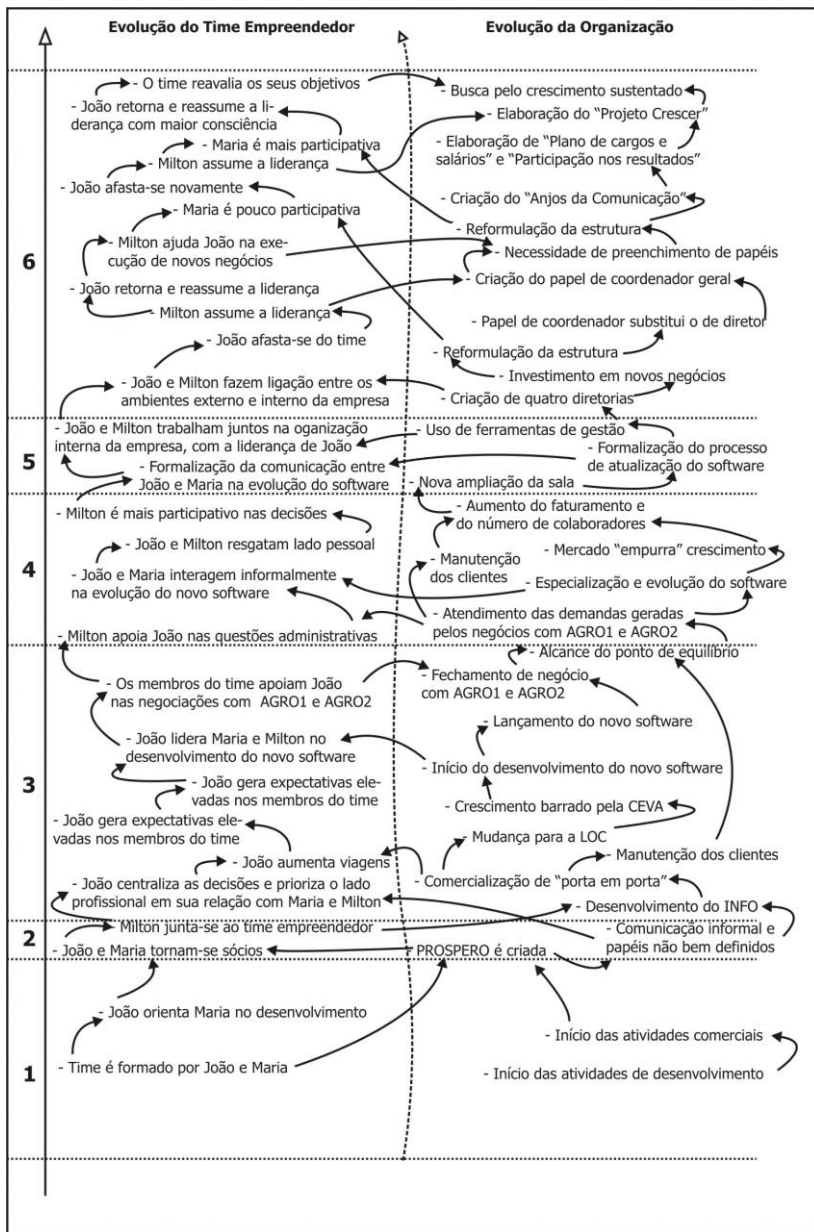 Evolução do Time Empreendedor
Evolução da Organização
- O time reavalia os seus objetivos
- João retorna e reassume a li-
derança com maior consciência
- Maria é mais participativa
- Milton assume a liderança
- João afasta-se novamente
- Maria é pouco participativa
- Milton ajuda João na exe-
cução de novos negócios
6
- João retorna e reassume a liderança
- Milton assume a liderança
- João afasta-se do time
- João e Milton fazem ligação entre os
ambientes externo e interno da empresa
- Busca pelo crescimento sustentado
- Elaboração do “Projeto Crescer”
- Elaboração de “Plano de cargos e
salários” e “Participação nos resultados”
- Criação do “Anjos da Comunicação”
- Reformulação da estrutura
- Necessidade de preenchimento de papéis
- Criação do papel de coordenador geral
- Papel de coordenador substitui o de diretor
- Reformulação da estrutura
- Investimento em novos negócios
- Criação de quatro diretorias
5
- João e Milton trabalham juntos na oganização
interna da empresa, com a liderança de João
- Formalização da comunicação entre
João e Maria na evolução do software
- Uso de ferramentas de gestão
- Formalização do processo
de atualização do software
- Nova ampliação da sala
4
- Milton é mais participativo nas decisões
- João e Milton resgatam lado pessoal
- João e Maria interagem informalmente
na evolução do novo software
- Milton apoia João nas questões administrativas
- Aumento do faturamento e
do número de colaboradores
- Mercado “empurra” crescimento
- Manutenção
dos clientes
- Especialização e evolução do software
- Atendimento das demandas geradas
pelos negócios com AGRO1 e AGRO2
3
- Os membros do time apoiam João
nas negociações com AGRO1 e AGRO2
- João lidera Maria e Milton no
desenvolvimento do novo software
- João gera expectativas ele-
vadas nos membros do time
- João gera expectativas ele-
vadas nos membros do time
- João aumenta viagens
- João centraliza as decisões e prioriza o lado
profissional em sua relação com Maria e Milton
- Alcance do ponto de equilíbrio
- Fechamento de negócio
com AGRO1 e AGRO2
- Lançamento do novo software
- Início do desenvolvimento do novo software
- Crescimento barrado pela CEVA
- Mudança para a LOC
- Manutenção dos clientes
- Comercialização de “porta em porta”
- Desenvolvimento do INFO
2
- Milton junta-se ao time empreendedor
- João e Maria tornam-se sócios
- Comunicação informal e
papéis não bem definidos
PROSPERO é criada
1
- João orienta Maria no desenvolvimento
- Time é formado por João e Maria
- Início das atividades comerciais
- Início das atividades de desenvolvimento